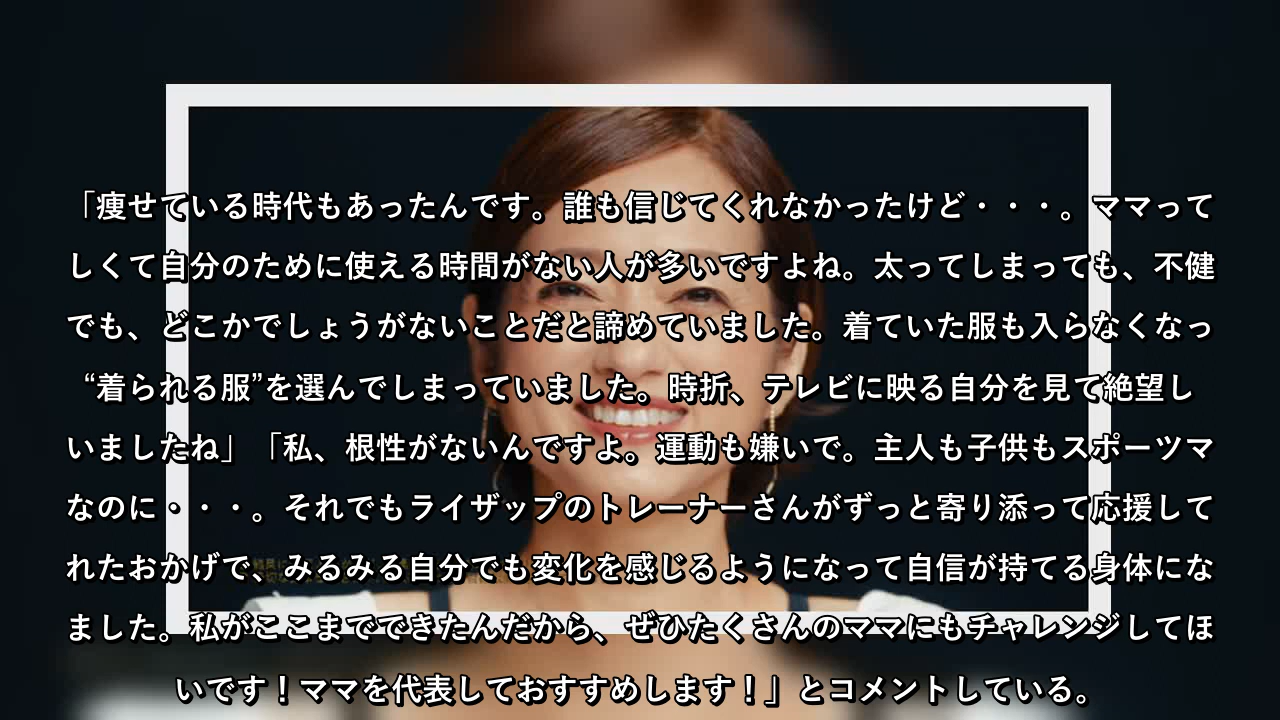 「痩せている時代もあったんです。誰も信じてくれなかったけど・・・。ママって
しくて自分のために使える時間がない人が多いですよね。太ってしまっても、不健
でも、どこかでしょうがないことだと諦めていました。着ていた服も入らなくなっ
“着られる服”を選んでしまっていました。時折、テレビに映る自分を見て絶望し
いましたね」「私、根性がないんですよ。運動も嫌いで。主人も子供もスポーツマ
なのに・・・。それでもライザップのトレーナーさんがずっと寄り添って応援して
れたおかげで、みるみる自分でも変化を感じるようになって自信が持てる身体にな
ました。私がここまでできたんだから、ぜひたくさんのママにもチャレンジしてほ
いです！ママを代表しておすすめします！」とコメントしている。